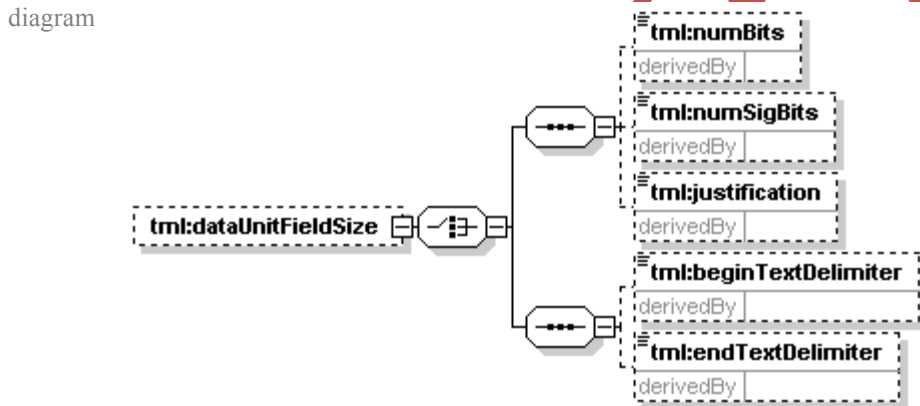 diagram
tml:numBits
derivedBy
tml:numSigBits
derivedBy
tml:justification
derivedBy
tml:dataUnitFieldSize
tml:beginTextDelimiter
derivedBy
tml:endTextDelimiter
derivedBy